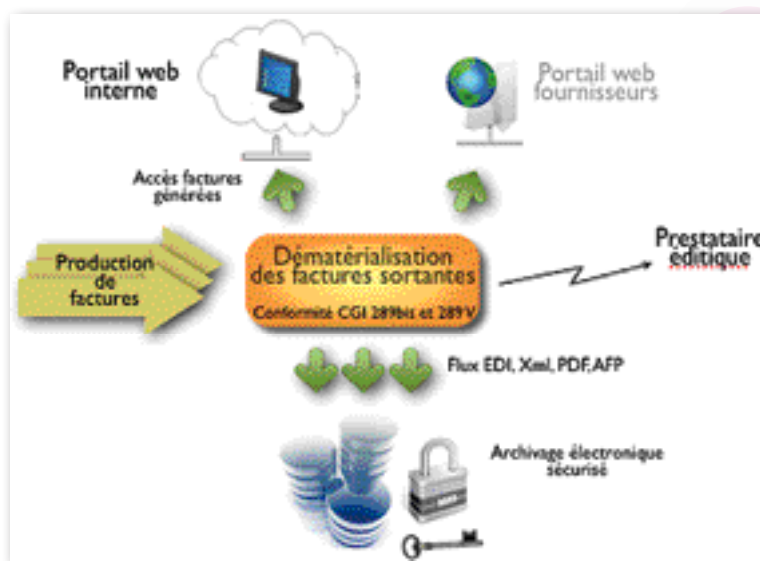 Portail web
interne
Portail web
fournisseurs
Accès factures
générées
Production
de
factures
Dématérialisation
des factures sortantes
Conformité CGI 289bis et 289V
Prestataire
éditique
Flux EDI, Xml, PDF, AFP
Archivage électronique
sécurisé